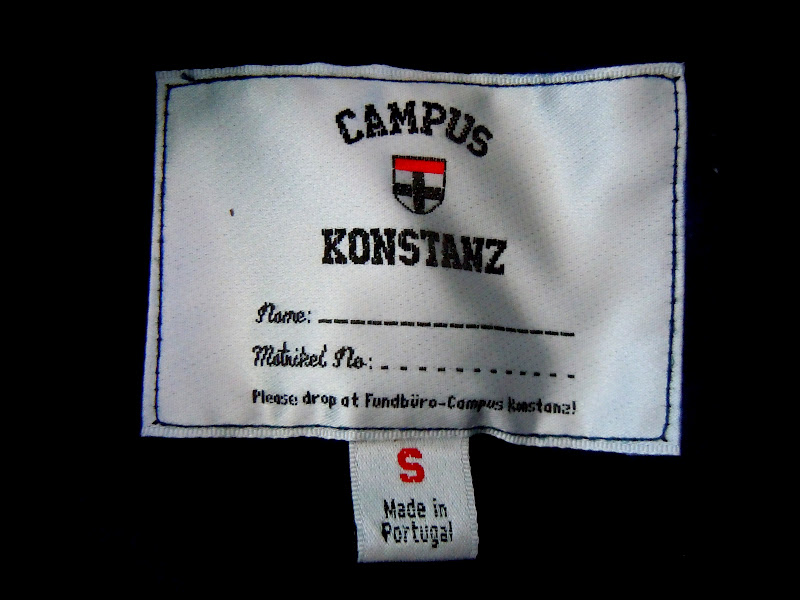 CAMPUS
KONSTANZ
Name:
Matrikel No:
Please drop at Fundbüro-Campus Konstanz!
S
Made in
Portugal